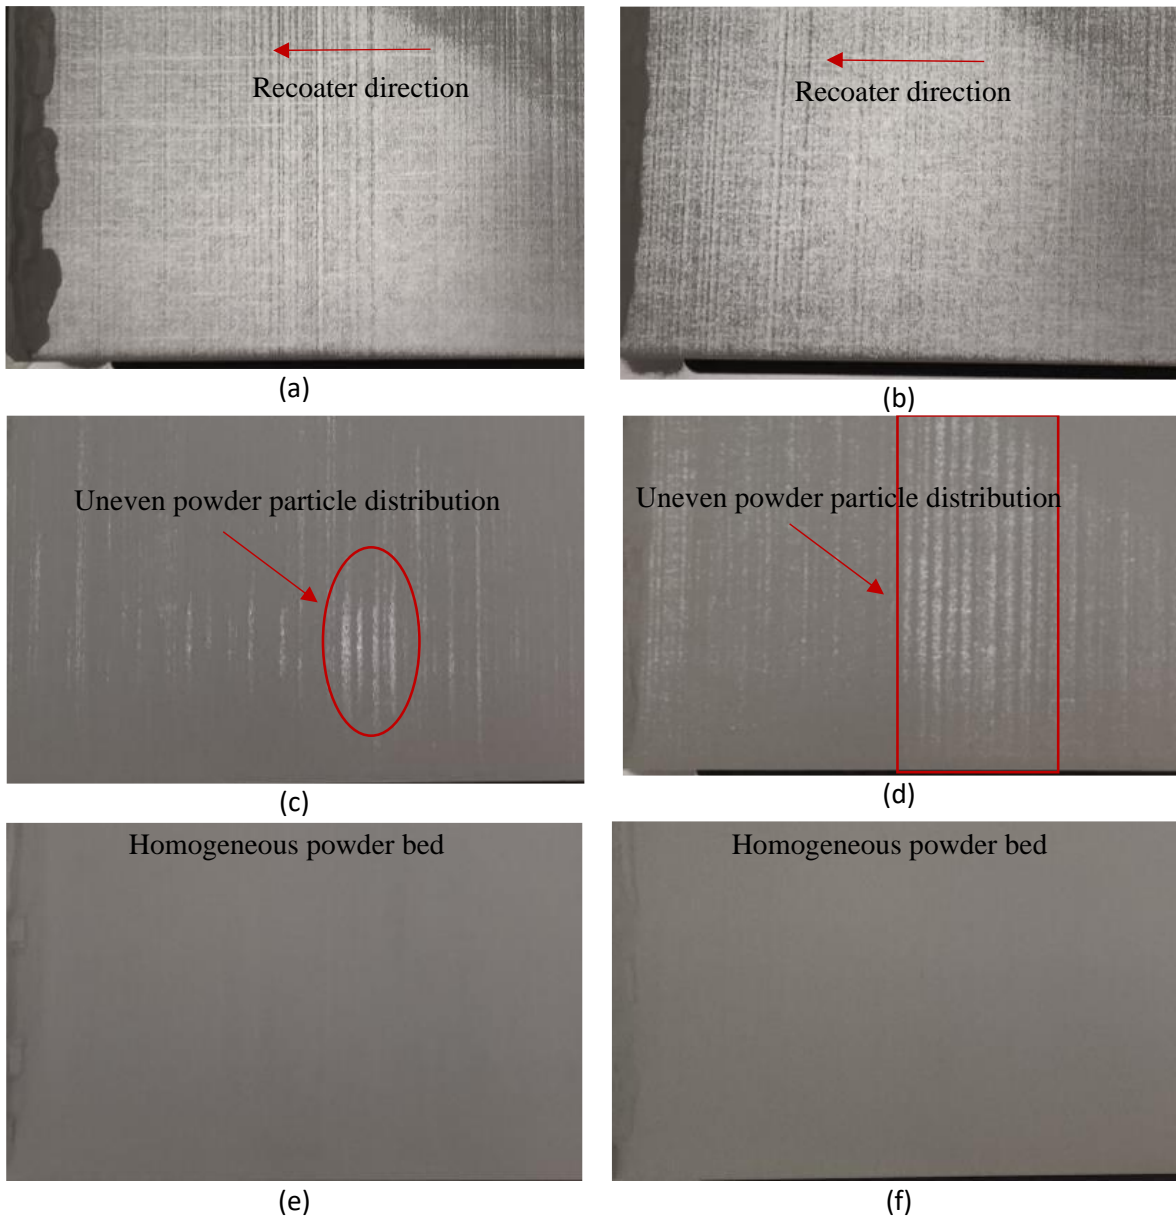 Recoater direction
Recoater direction
(a)
(b)
Uneven powder particle distribution
Uneven powder particle distribution
(c)
(d)
Homogeneous powder bed
Homogeneous powder bed
(e)
(f)